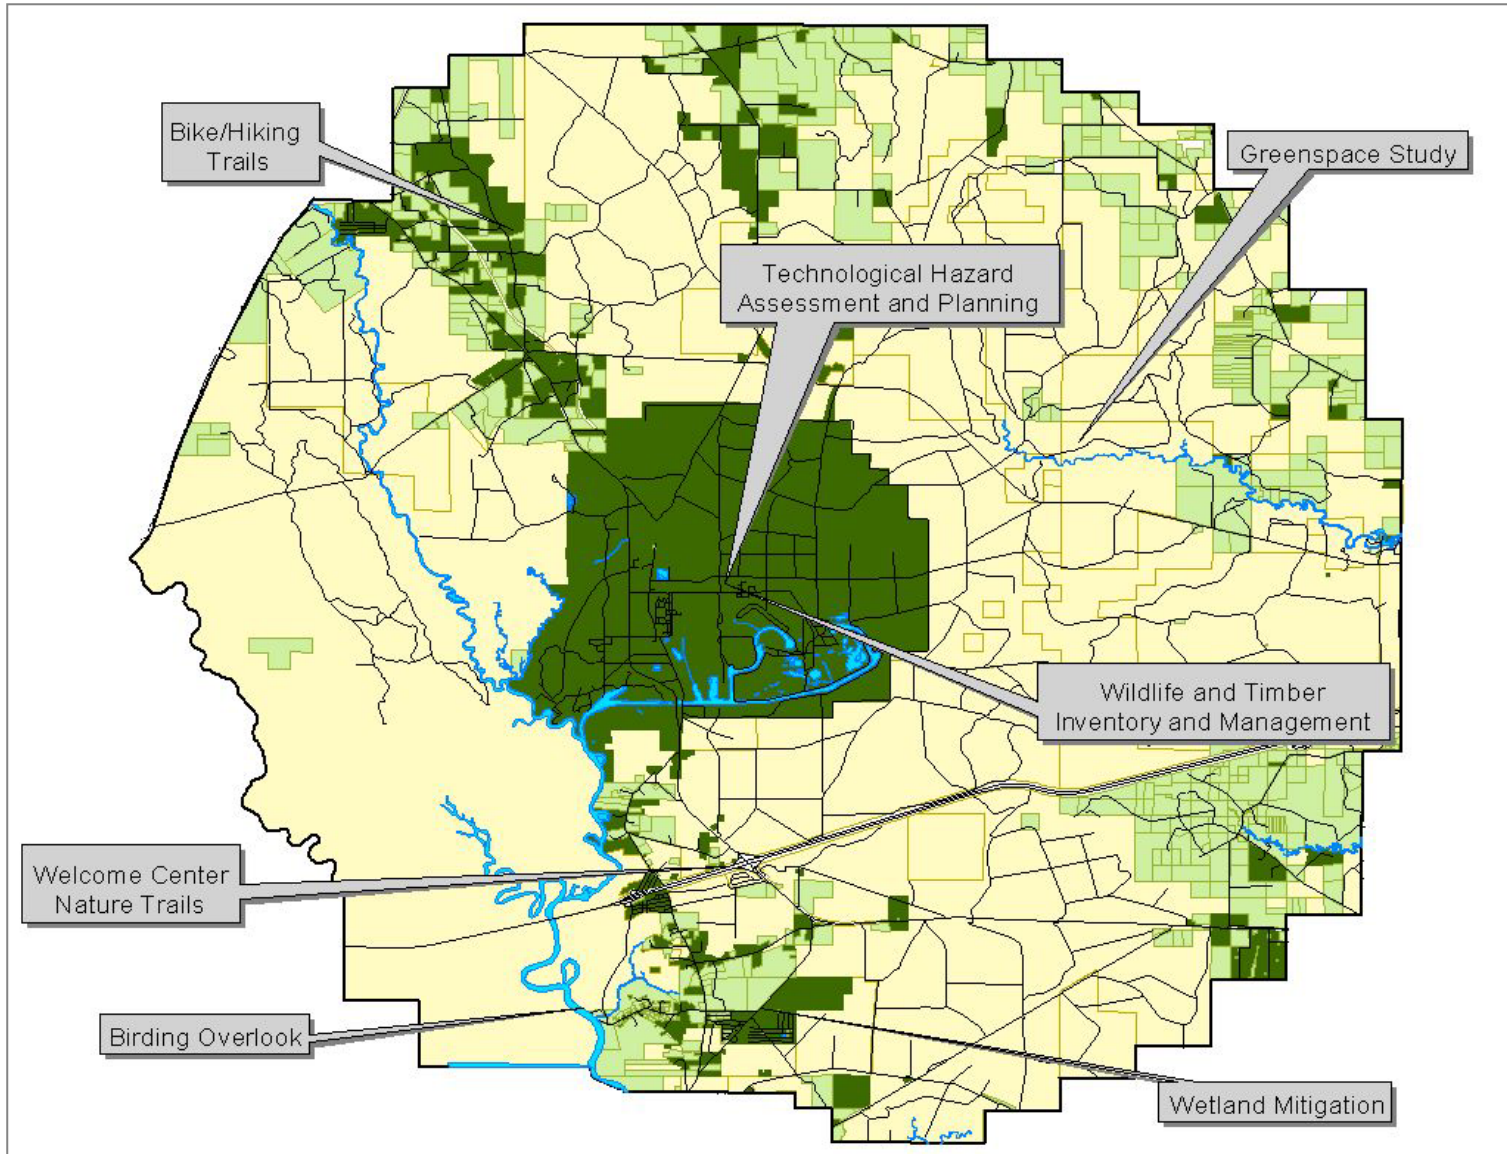 Bike/Hiking
Trails
Greenspace Study
Technological Hazard
Assessment and Planning
Wildlife and Timber
Inventory and Management
Welcome Center
Nature Trails
Birding Overlook
Wetland Mitigation